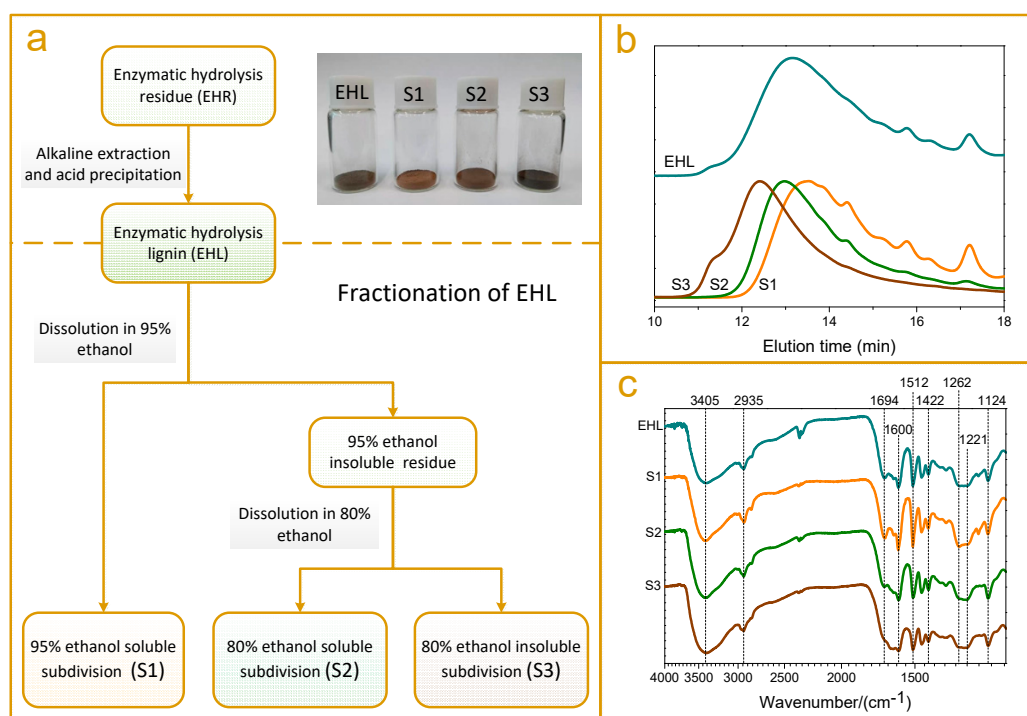 a
Enzymatic hydrolysis
residue (EHR)
Alkaline extraction
and acid precipitation
Enzymatic hydrolysis
lignin (EHL)
EHL S1 S2 S3
Fractionation of EHL
Dissolution in 95%
ethanol
95% ethanol
insoluble residue
Dissolution in 80%
ethanol
95% ethanol soluble
subdivision (S1)
80% ethanol soluble
subdivision (S2)
80% ethanol insoluble
subdivision (S3)
b
EHL
S3 S2 S1
10 12 14 16 18
Elution time (min)
c
1512 1262
3405 2935 1694 1422 1124
1600
1221
EHL
S1
S2
S3
4000 3500 3000 2500 2000 1500
Wavenumber/(cm-1)